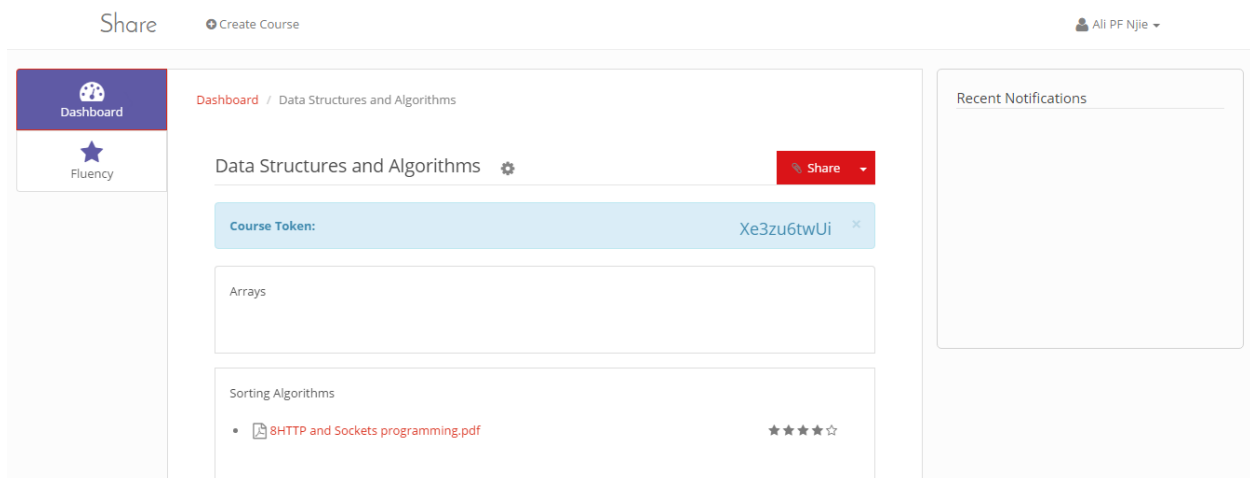 Share
Create Course
Ali PF Njie
Dashboard
Fluency
Dashboard / Data Structures and Algorithms
Data Structures and Algorithms
Share
Course Token:
Xe3zu6twUi ×
Arrays
Sorting Algorithms
8HTTP and Sockets programming.pdf
Recent Notifications